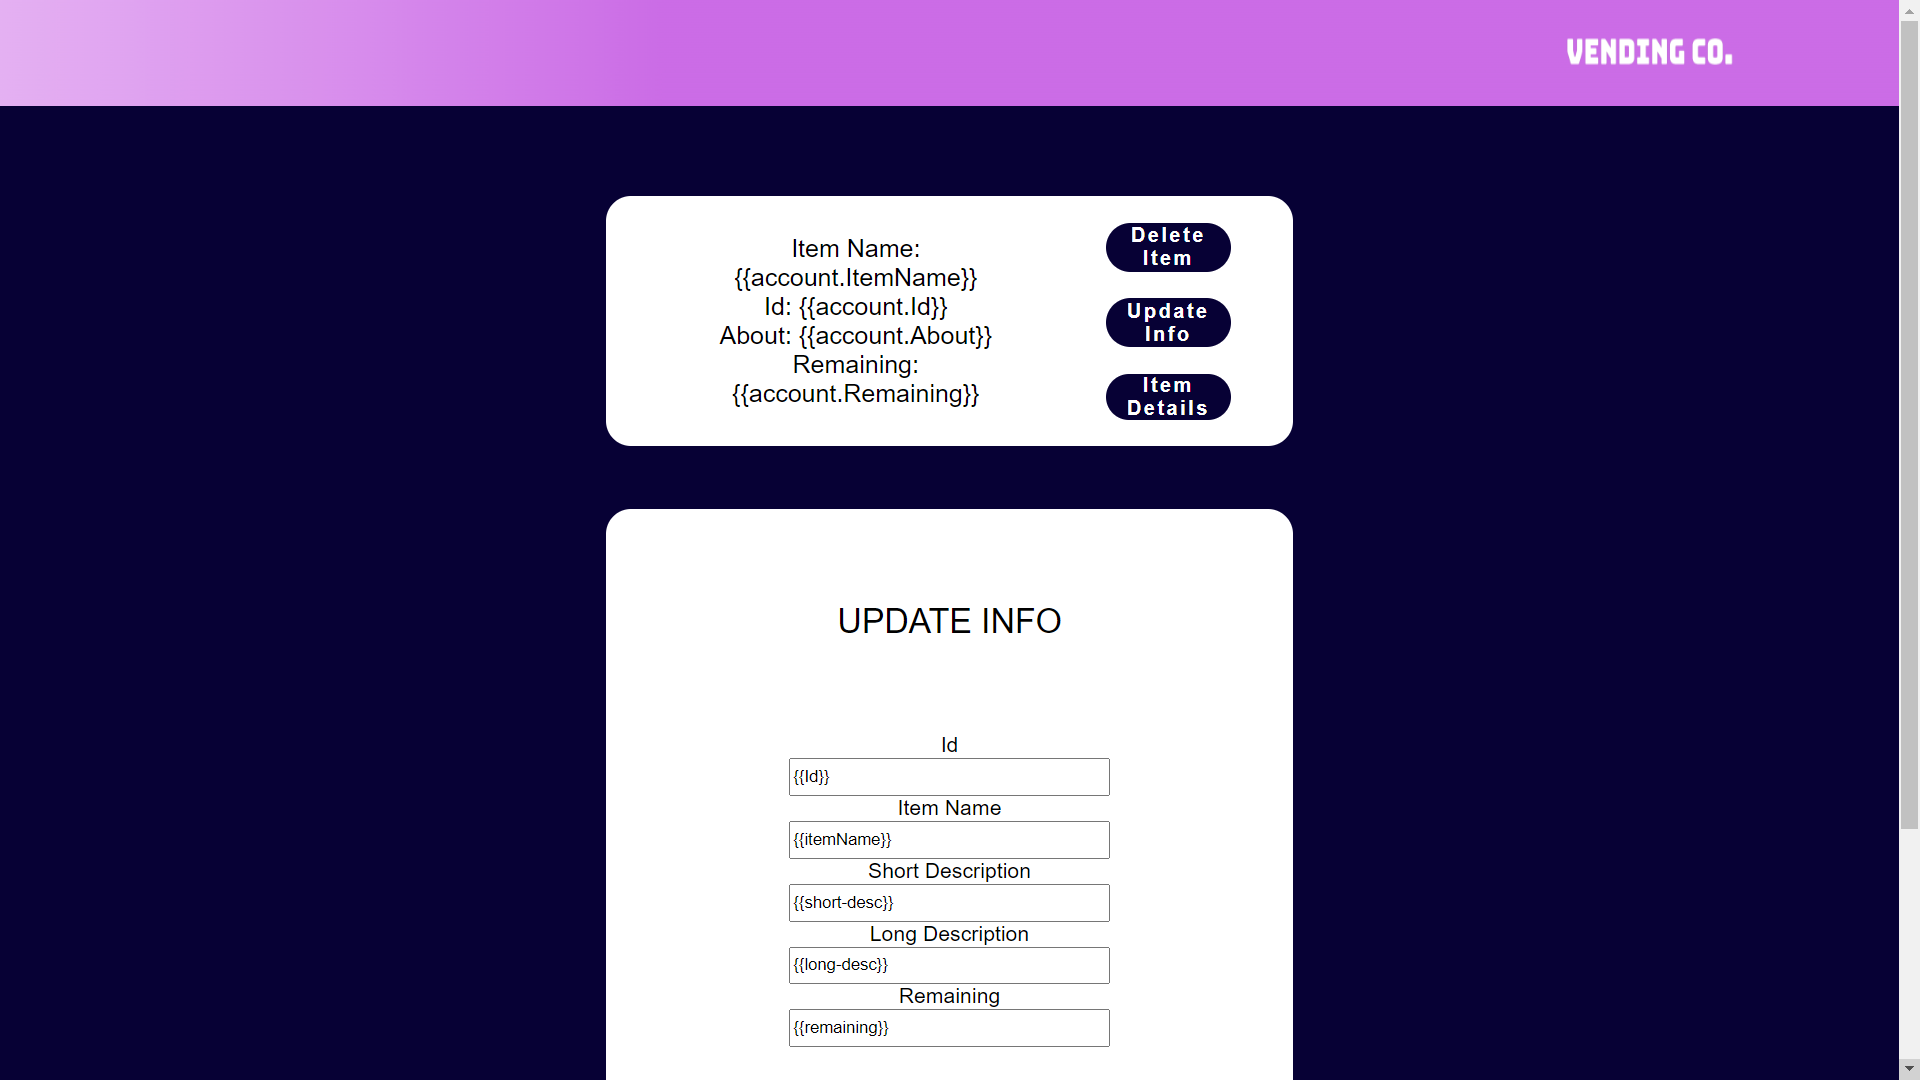 VENDING CO.
Item Name:
{{account.ItemName}}
Id: {{account.Id}}
About: {{account.About}}
Remaining:
{{account.Remaining}}
Delete
Item
Update
Info
Item
Details
UPDATE INFO
Id
{{Id}}
Item Name
{{itemName}}
Short Description
{{short-desc}}
Long Description
{{long-desc}}
Remaining
{{remaining}}